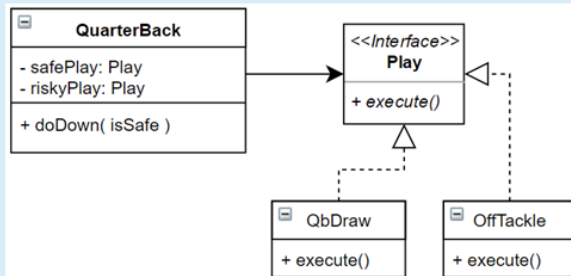 QuarterBack
- safePlay: Play
- riskyPlay: Play
+ doDown( isSafe )
<<Interface>>
Play
+ execute()
QbDraw
+ execute()
OffTackle
+ execute()